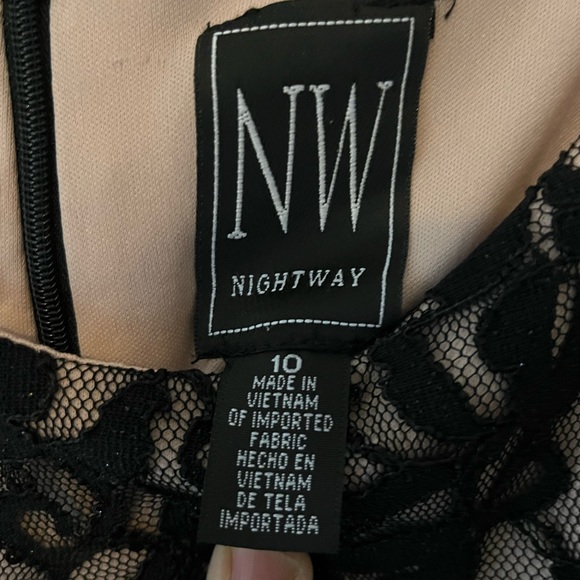 NW
NIGHTWAY
10
MADE IN
VIETNAM
OF IMPORTED
FABRIC
HECHO EN
VIETNAM
DE TELA
IMPORTADA